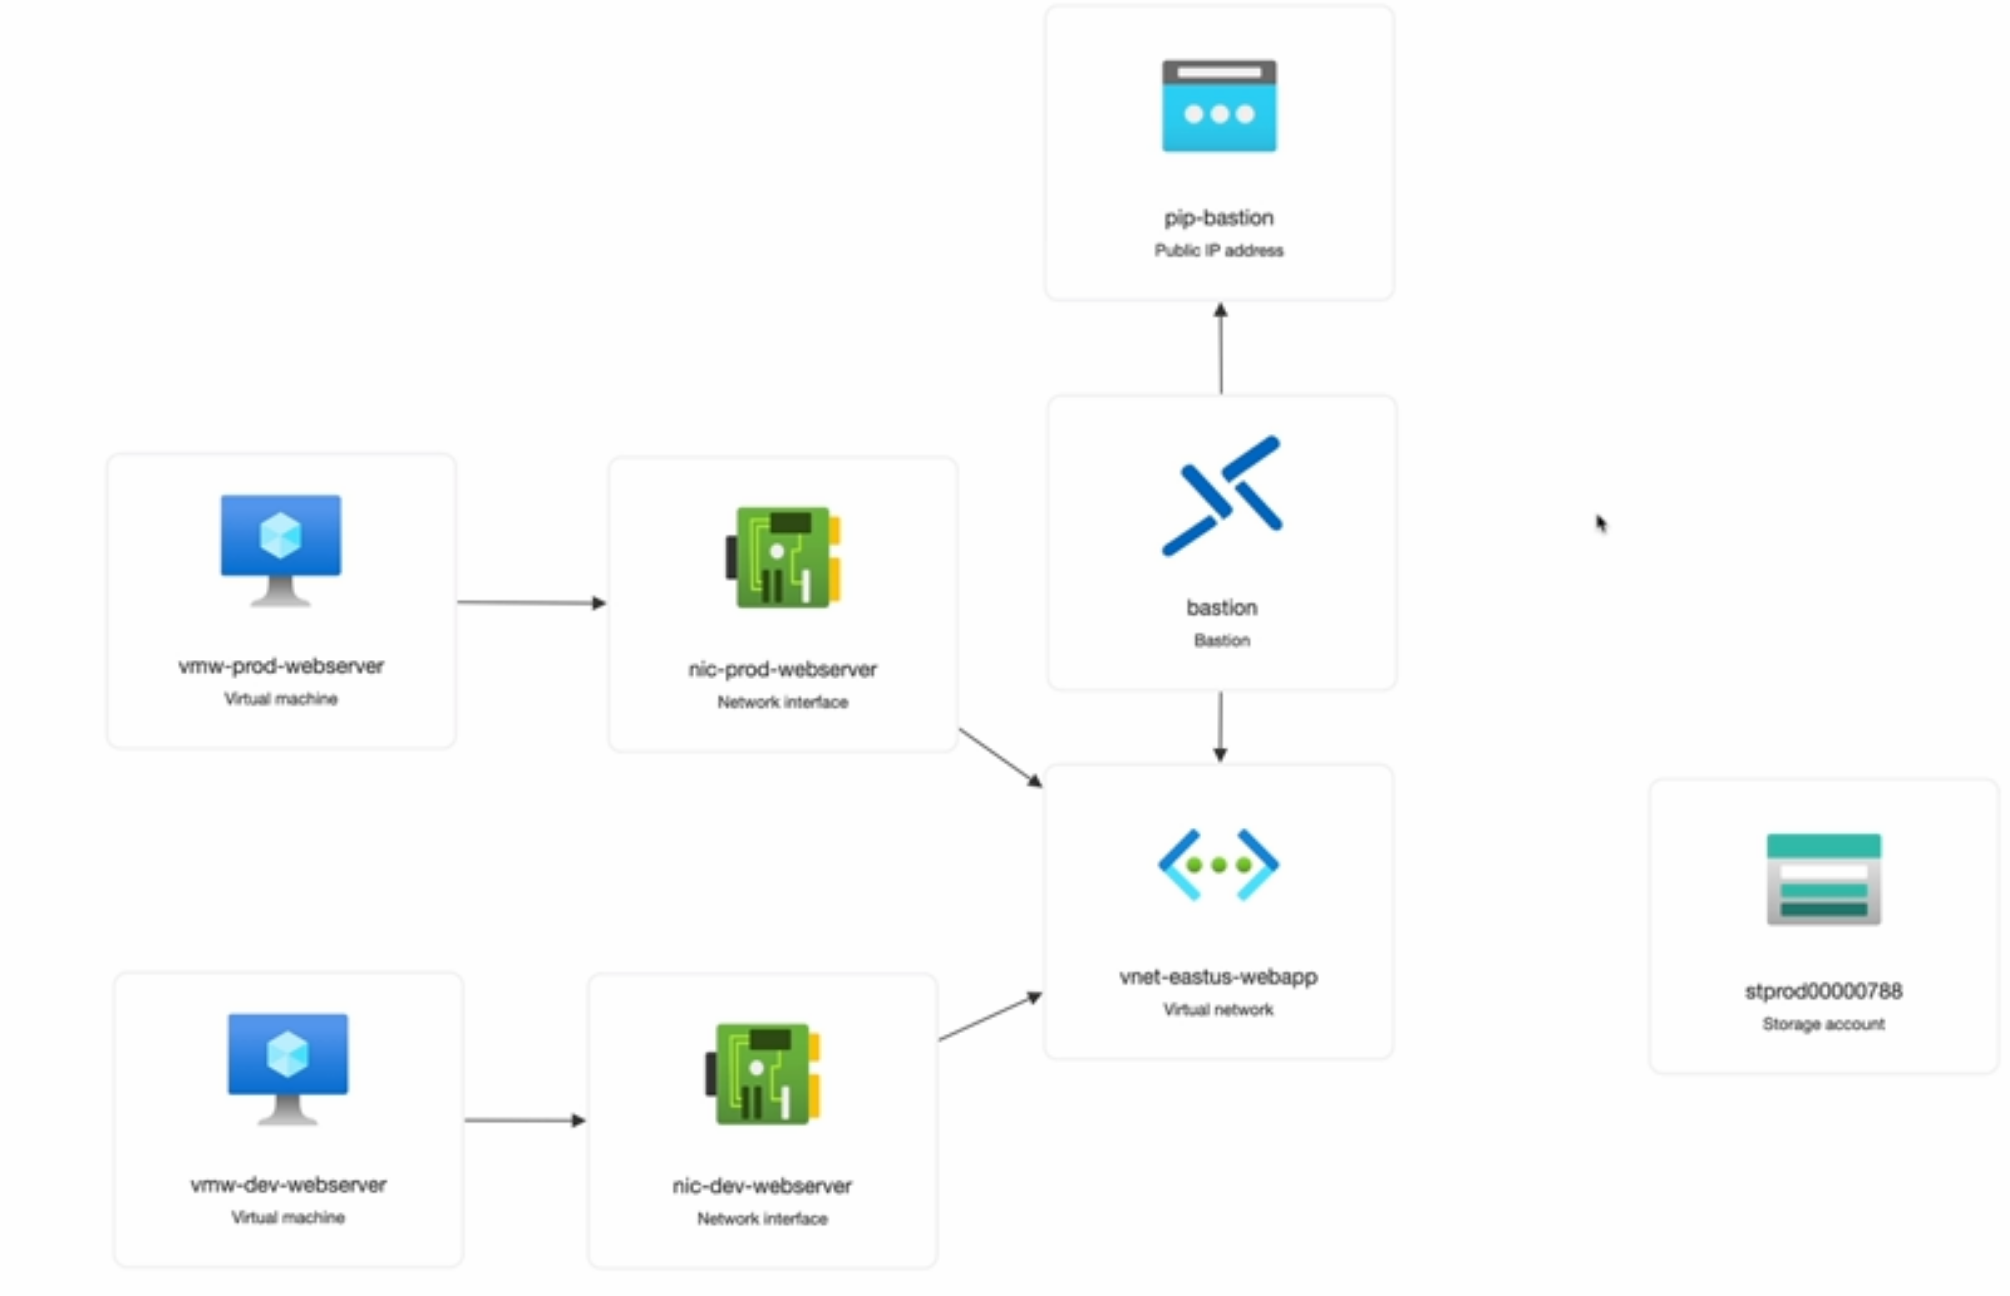 pip-bastion
Public IP address
bastion
Bastion
vmw-prod-webserver
Virtual machine
nic-prod-webserver
Network interface
vnet-eastus-webapp
Virtual network
stprod00000788
Storage account
vmw-dev-webserver
Virtual machine
nic-dev-webserver
Network interface